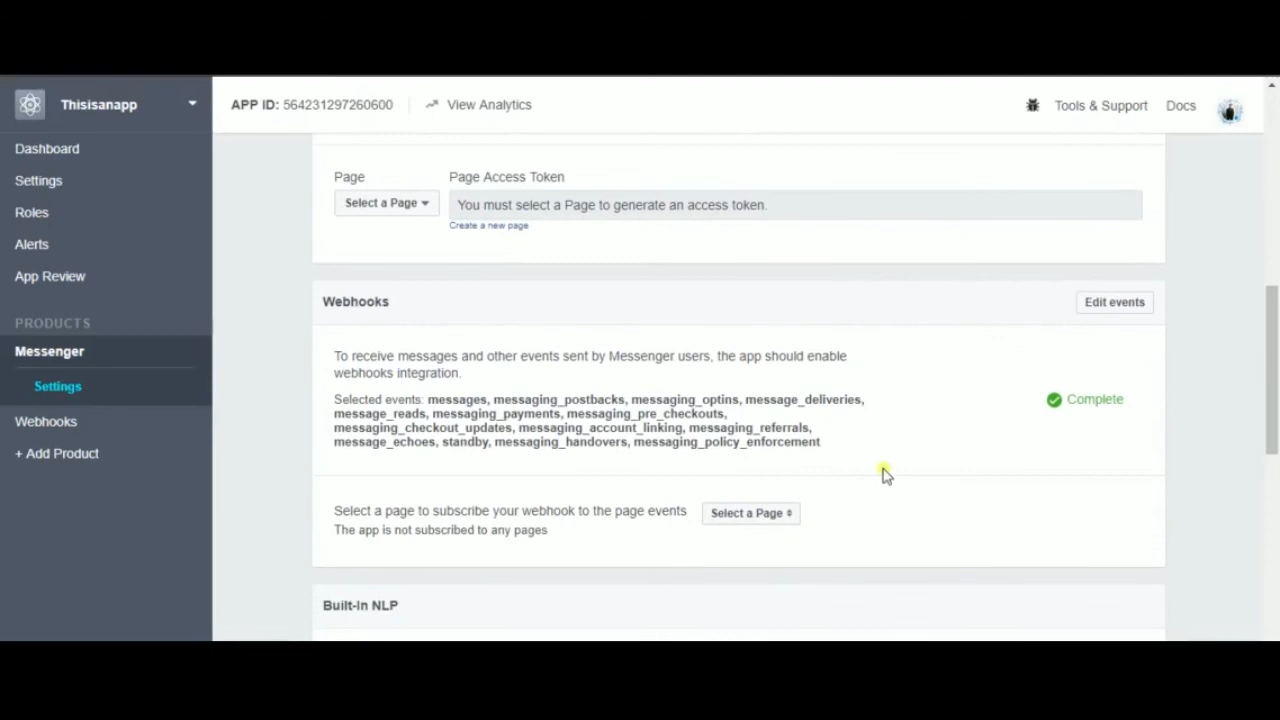 Thisisanapp
APP ID: 564231297260600
View Analytics
Tools & Support
Docs
Dashboard
Settings
Roles
Alerts
App Review
PRODUCTS
Messenger
Settings
Webhooks
+ Add Product
Page
Page Access Token
Select a Page
You must select a Page to generate an access token.
Create a new page
Webhooks
Edit events
To receive messages and other events sent by Messenger users, the app should enable
webhooks integration.
Selected events: messages, messaging_postbacks, messaging_optins, message_deliveries,
message_reads, messaging_payments, messaging_pre_checkouts,
messaging_checkout_updates, messaging_account_linking, messaging_referrals,
message_echoes, standby, messaging_handovers, messaging_policy_enforcement
Complete
Select a page to subscribe your webhook to the page events
Select a Page
The app is not subscribed to any pages
Built-In NLP